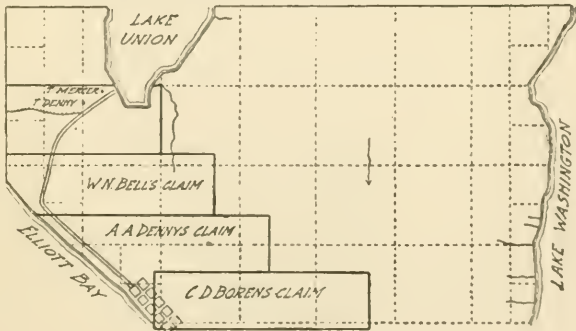 LAKE
UNION
T MERCER
T DENNY
W.N. BELL'S CLAIM
A A DENNYS CLAIM
C D BORENS CLAIM
ELLIOTT BAY
LAKE WASHINGTON